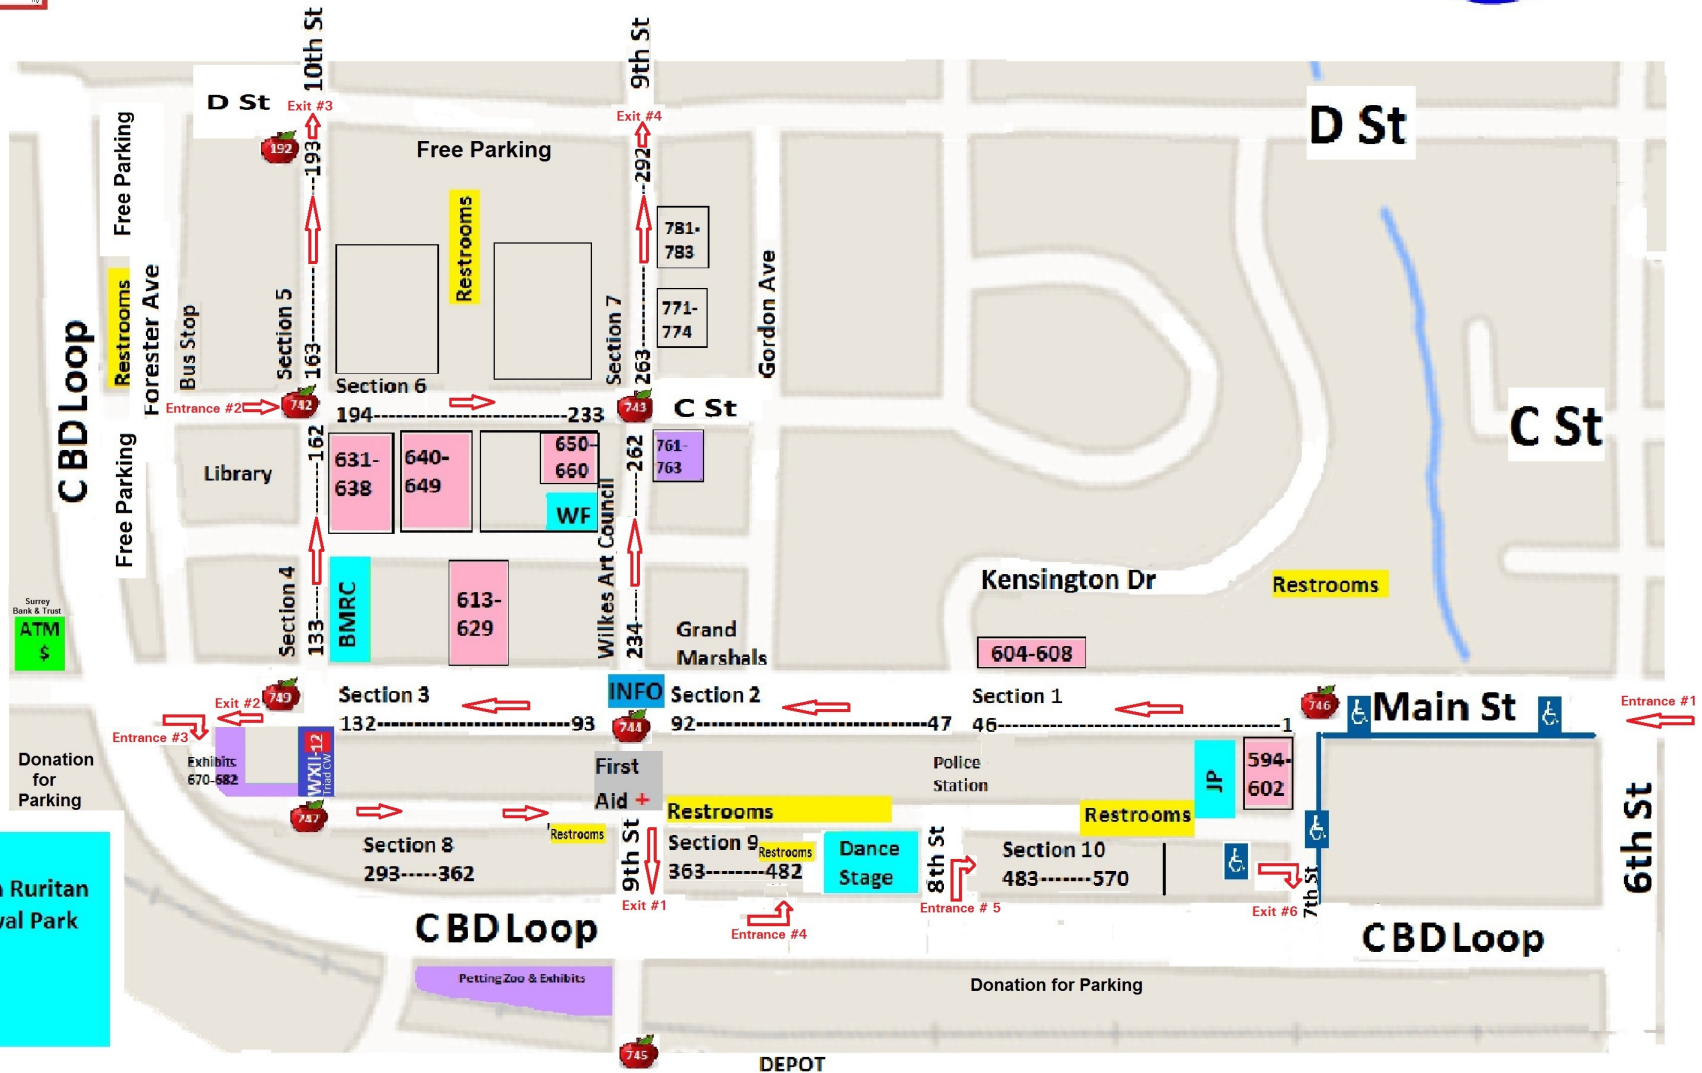 10th St
9th St
D St
Exit #3
Exit #4
D St
Free Parking
192
193
Free Parking
292
Restrooms
781-
783
Restrooms
Forester Ave
Bus Stop
Section 5
163
Section 7
263
771-
774
Gordon Ave
CBD Loop
Entrance #2
742
Section 6
194------------------------------233
743
C St
C St
Free Parking
Library
162
631-
638
640-
649
650-
660
WF
262
761-
763
Wilkes Art Council
Section 4
133
BMRC
613-
629
234
Grand
Marshals
Kensington Dr
Restrooms
604-608
Surrey
Bank & Trust
ATM
$
749
Exit #2
Section 3
132------------------------------93
INFO
744
Section 2
92------------------------------47
Section 1
46------------------------------1
746
Main St
Entrance #1
Entrance #3
Exhibits
670-682
WXII-12
Triad CW
Donation
for
Parking
First
Aid +
Police
Station
JP
594-
602
747
Restrooms
Restrooms
Restrooms
Section 8
293-----362
9th St
Section 9
363--------482
Restrooms
Dance
Stage
8th St
Section 10
483-------570
7th St
6th St
Exit #1
Entrance #4
Entrance # 5
Exit #6
Ruritan
Park
CBD Loop
CBD Loop
Petting Zoo & Exhibits
Donation for Parking
745
DEPOT